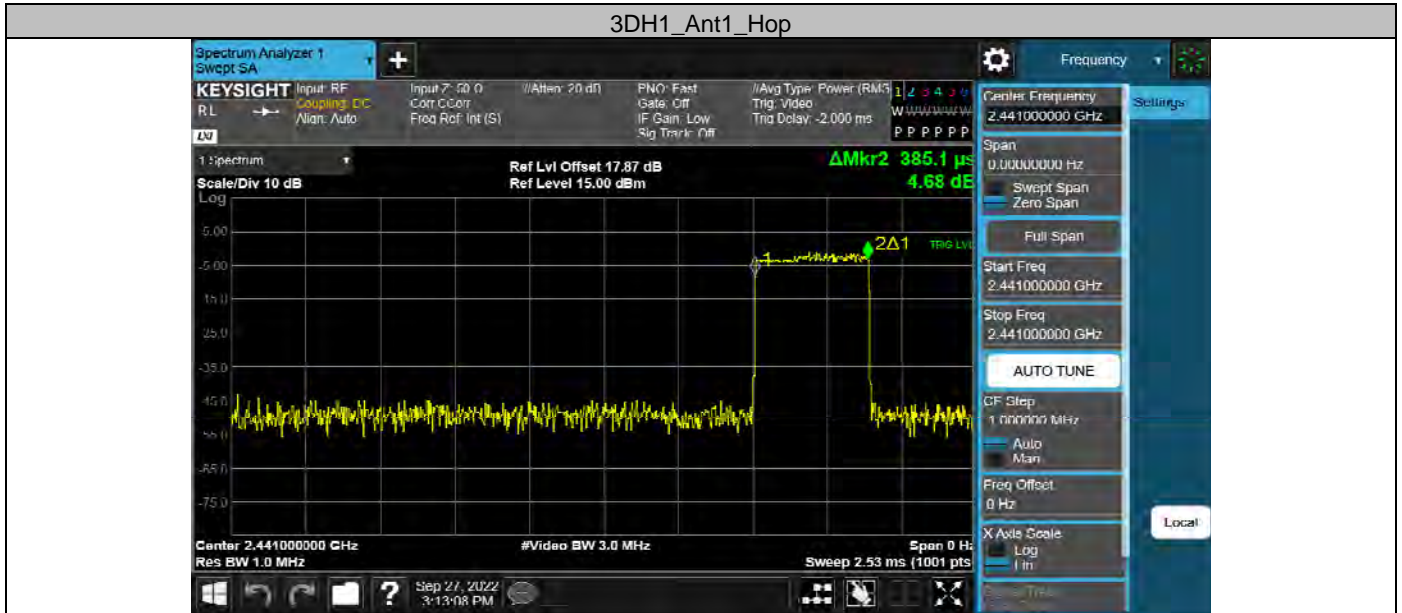 3DH1_Ant1_Hop
Spectrum Analyzer 1
Swept SA
+
Frequency
KEYSIGHT
RL
LXI
Input: RF
Coupling: DC
Align: Auto
Input Z: 50 Ω
Corr CCorr
Freq Ref: Int (S)
#Atten: 20 dB
PNO: Fast
Gate: Off
IF Gain: Low
Sig Track: Off
#Avg Type: Power (RMS
Trig: Video
Trig Delay: -2.000 ms
1 2 3 4 5 6
W W W W W W
P P P P P P
Center Frequency
2.441000000 GHz
Settings
1 Spectrum
Scale/Div 10 dB
Log
Ref Lvl Offset 17.87 dB
Ref Level 15.00 dBm
ΔMkr2 385.1 µs
4.68 dB
Span
0.00000000 Hz
Swept Span
Zero Span
Full Span
5.00
-5.00
-15.0
-25.0
-35.0
-45.0
-55.0
-65.0
-75.0
1
2Δ1
TRIG LVL
Start Freq
2.441000000 GHz
Stop Freq
2.441000000 GHz
AUTO TUNE
CF Step
1.000000 MHz
Auto
Man
Freq Offset
0 Hz
X Axis Scale
Log
Lin
Local
Center 2.441000000 GHz
#Video BW 3.0 MHz
Span 0 Hz
Res BW 1.0 MHz
Sweep 2.53 ms (1001 pts
?
Sep 27, 2022
3:13:08 PM